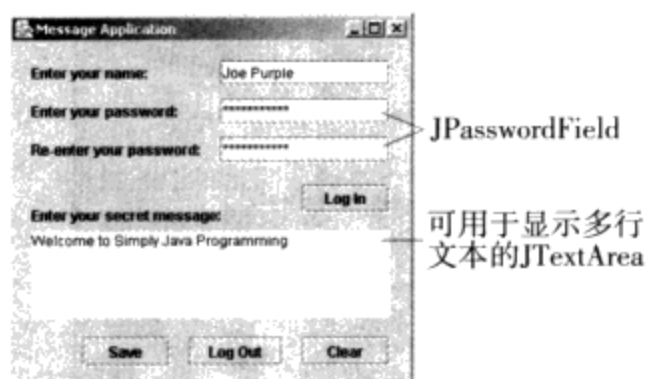 Message Application
Enter your name:
Joe Purple
Enter your password:
***********
JPasswordField
Re-enter your password:
***********
Log In
Enter your secret message:
可用于显示多行
文本的JTextArea
Welcome to Simply Java Programming
Save
Log Out
Clear